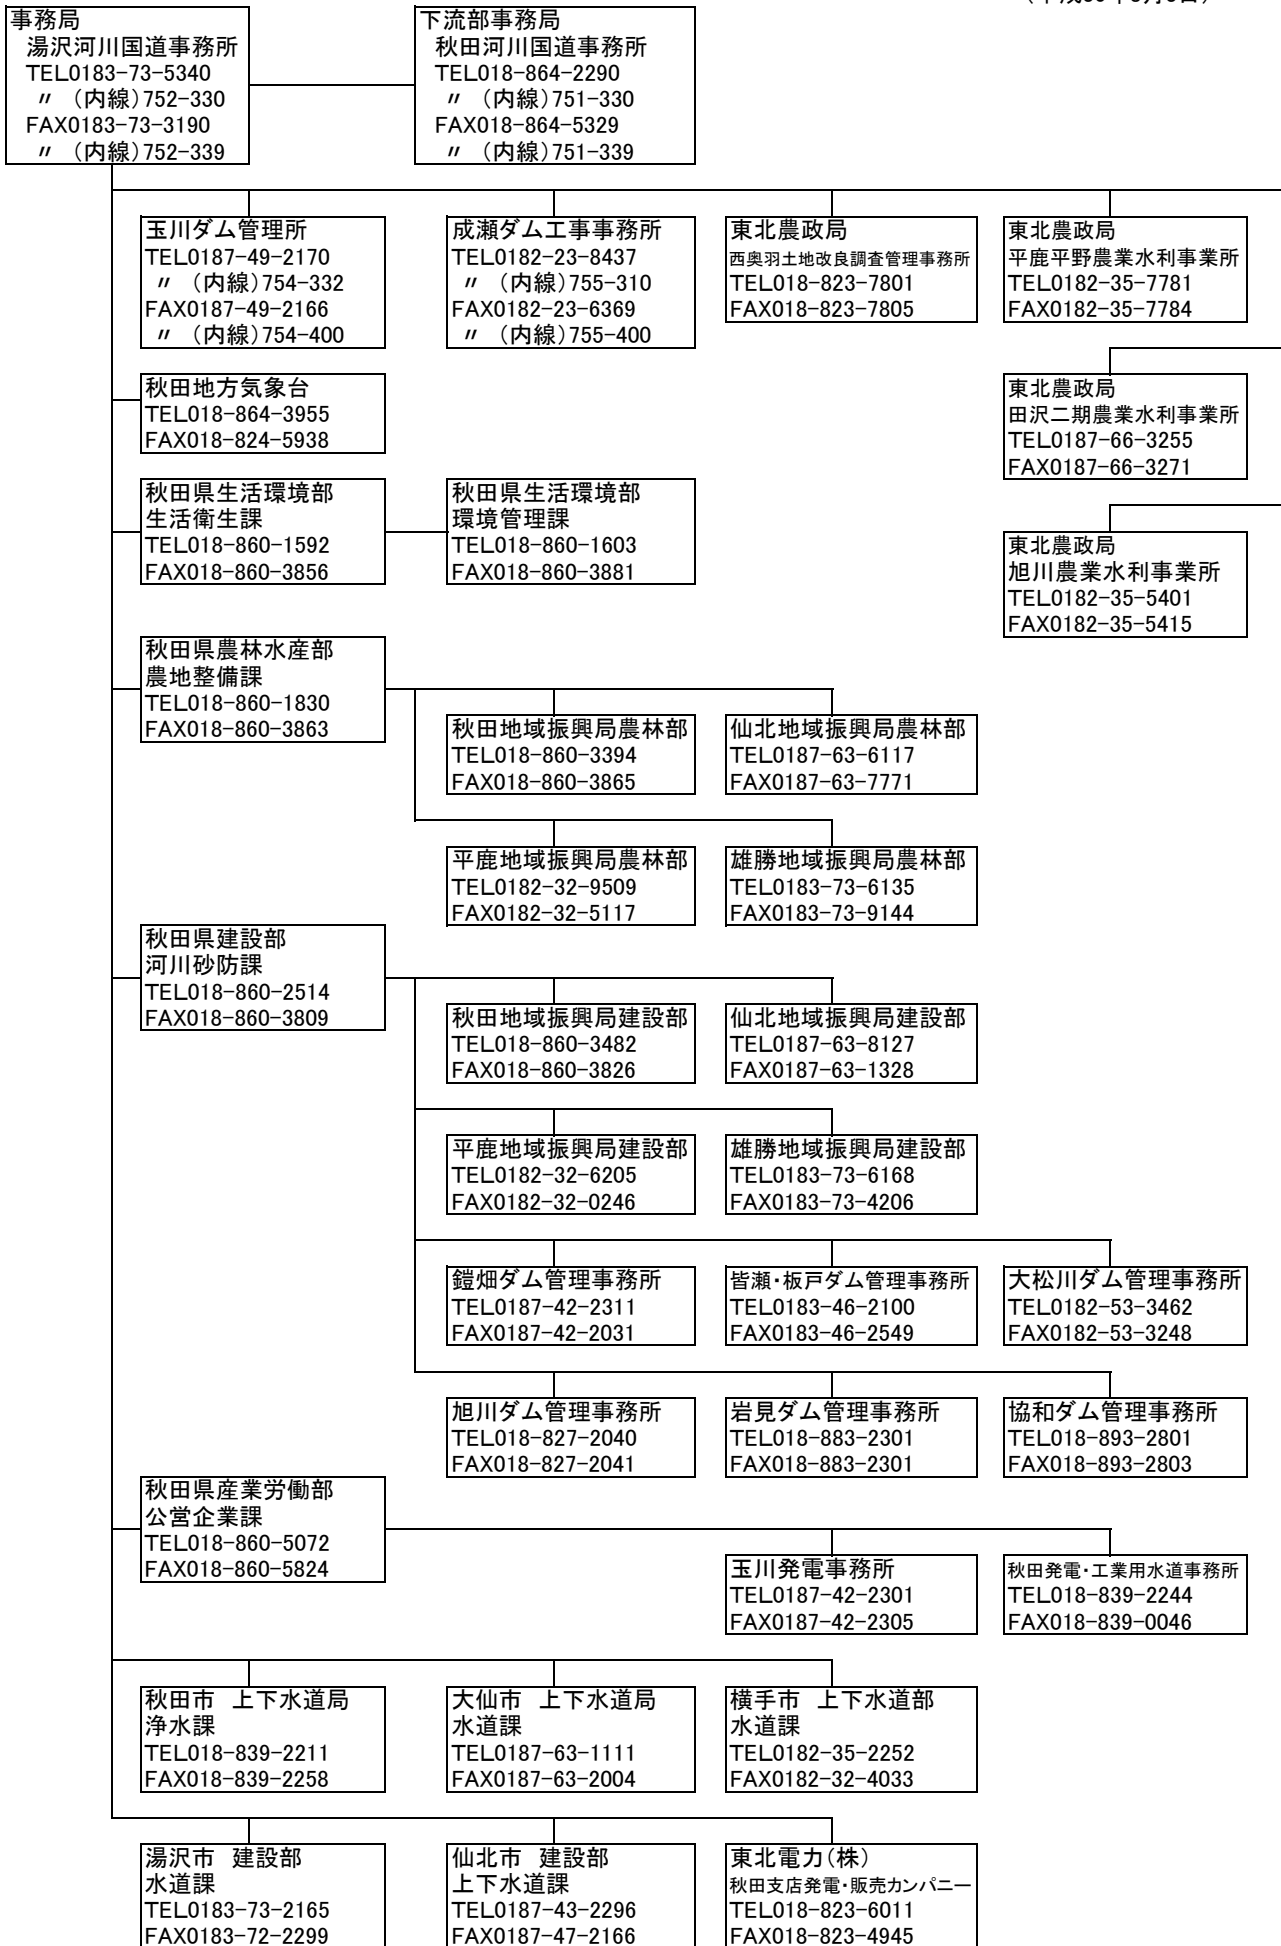 事務局
湯沢河川国道事務所
TEL0183-73-5340
〃 (内線)752-330
FAX0183-73-3190
〃 (内線)752-339
下流部事務局
秋田河川国道事務所
TEL018-864-2290
〃 (内線)751-330
FAX018-864-5329
〃 (内線)751-339
玉川ダム管理所
TEL0187-49-2170
〃 (内線)754-332
FAX0187-49-2166
〃 (内線)754-400
成瀬ダム工事事務所
TEL0182-23-8437
〃 (内線)755-310
FAX0182-23-6369
〃 (内線)755-400
東北農政局
西奥羽土地改良調査管理事務所
TEL018-823-7801
FAX018-823-7805
東北農政局
平鹿平野農業水利事業所
TEL0182-35-7781
FAX0182-35-7784
秋田地方気象台
TEL018-864-3955
FAX018-824-5938
東北農政局
田沢二期農業水利事業所
TEL0187-66-3255
FAX0187-66-3271
秋田県生活環境部
生活衛生課
TEL018-860-1592
FAX018-860-3856
秋田県生活環境部
環境管理課
TEL018-860-1603
FAX018-860-3881
東北農政局
旭川農業水利事業所
TEL0182-35-5401
FAX0182-35-5415
秋田県農林水産部
農地整備課
TEL018-860-1830
FAX018-860-3863
秋田地域振興局農林部
TEL018-860-3394
FAX018-860-3865
仙北地域振興局農林部
TEL0187-63-6117
FAX0187-63-7771
平鹿地域振興局農林部
TEL0182-32-9509
FAX0182-32-5117
雄勝地域振興局農林部
TEL0183-73-6135
FAX0183-73-9144
秋田県建設部
河川砂防課
TEL018-860-2514
FAX018-860-3809
秋田地域振興局建設部
TEL018-860-3482
FAX018-860-3826
仙北地域振興局建設部
TEL0187-63-8127
FAX0187-63-1328
平鹿地域振興局建設部
TEL0182-32-6205
FAX0182-32-0246
雄勝地域振興局建設部
TEL0183-73-6168
FAX0183-73-4206
鎧畑ダム管理事務所
TEL0187-42-2311
FAX0187-42-2031
皆瀬・板戸ダム管理事務所
TEL0183-46-2100
FAX0183-46-2549
大松川ダム管理事務所
TEL0182-53-3462
FAX0182-53-3248
旭川ダム管理事務所
TEL018-827-2040
FAX018-827-2041
岩見ダム管理事務所
TEL018-883-2301
FAX018-883-2301
協和ダム管理事務所
TEL018-893-2801
FAX018-893-2803
秋田県産業労働部
公営企業課
TEL018-860-5072
FAX018-860-5824
玉川発電事務所
TEL0187-42-2301
FAX0187-42-2305
秋田発電・工業用水道事務所
TEL018-839-2244
FAX018-839-0046
秋田市 上下水道局
浄水課
TEL018-839-2211
FAX018-839-2258
大仙市 上下水道局
水道課
TEL0187-63-1111
FAX0187-63-2004
横手市 上下水道部
水道課
TEL0182-35-2252
FAX0182-32-4033
湯沢市 建設部
水道課
TEL0183-73-2165
FAX0183-72-2299
仙北市 建設部
上下水道課
TEL0187-43-2296
FAX0187-47-2166
東北電力(株)
秋田支店発電・販売カンパニー
TEL018-823-6011
FAX018-823-4945